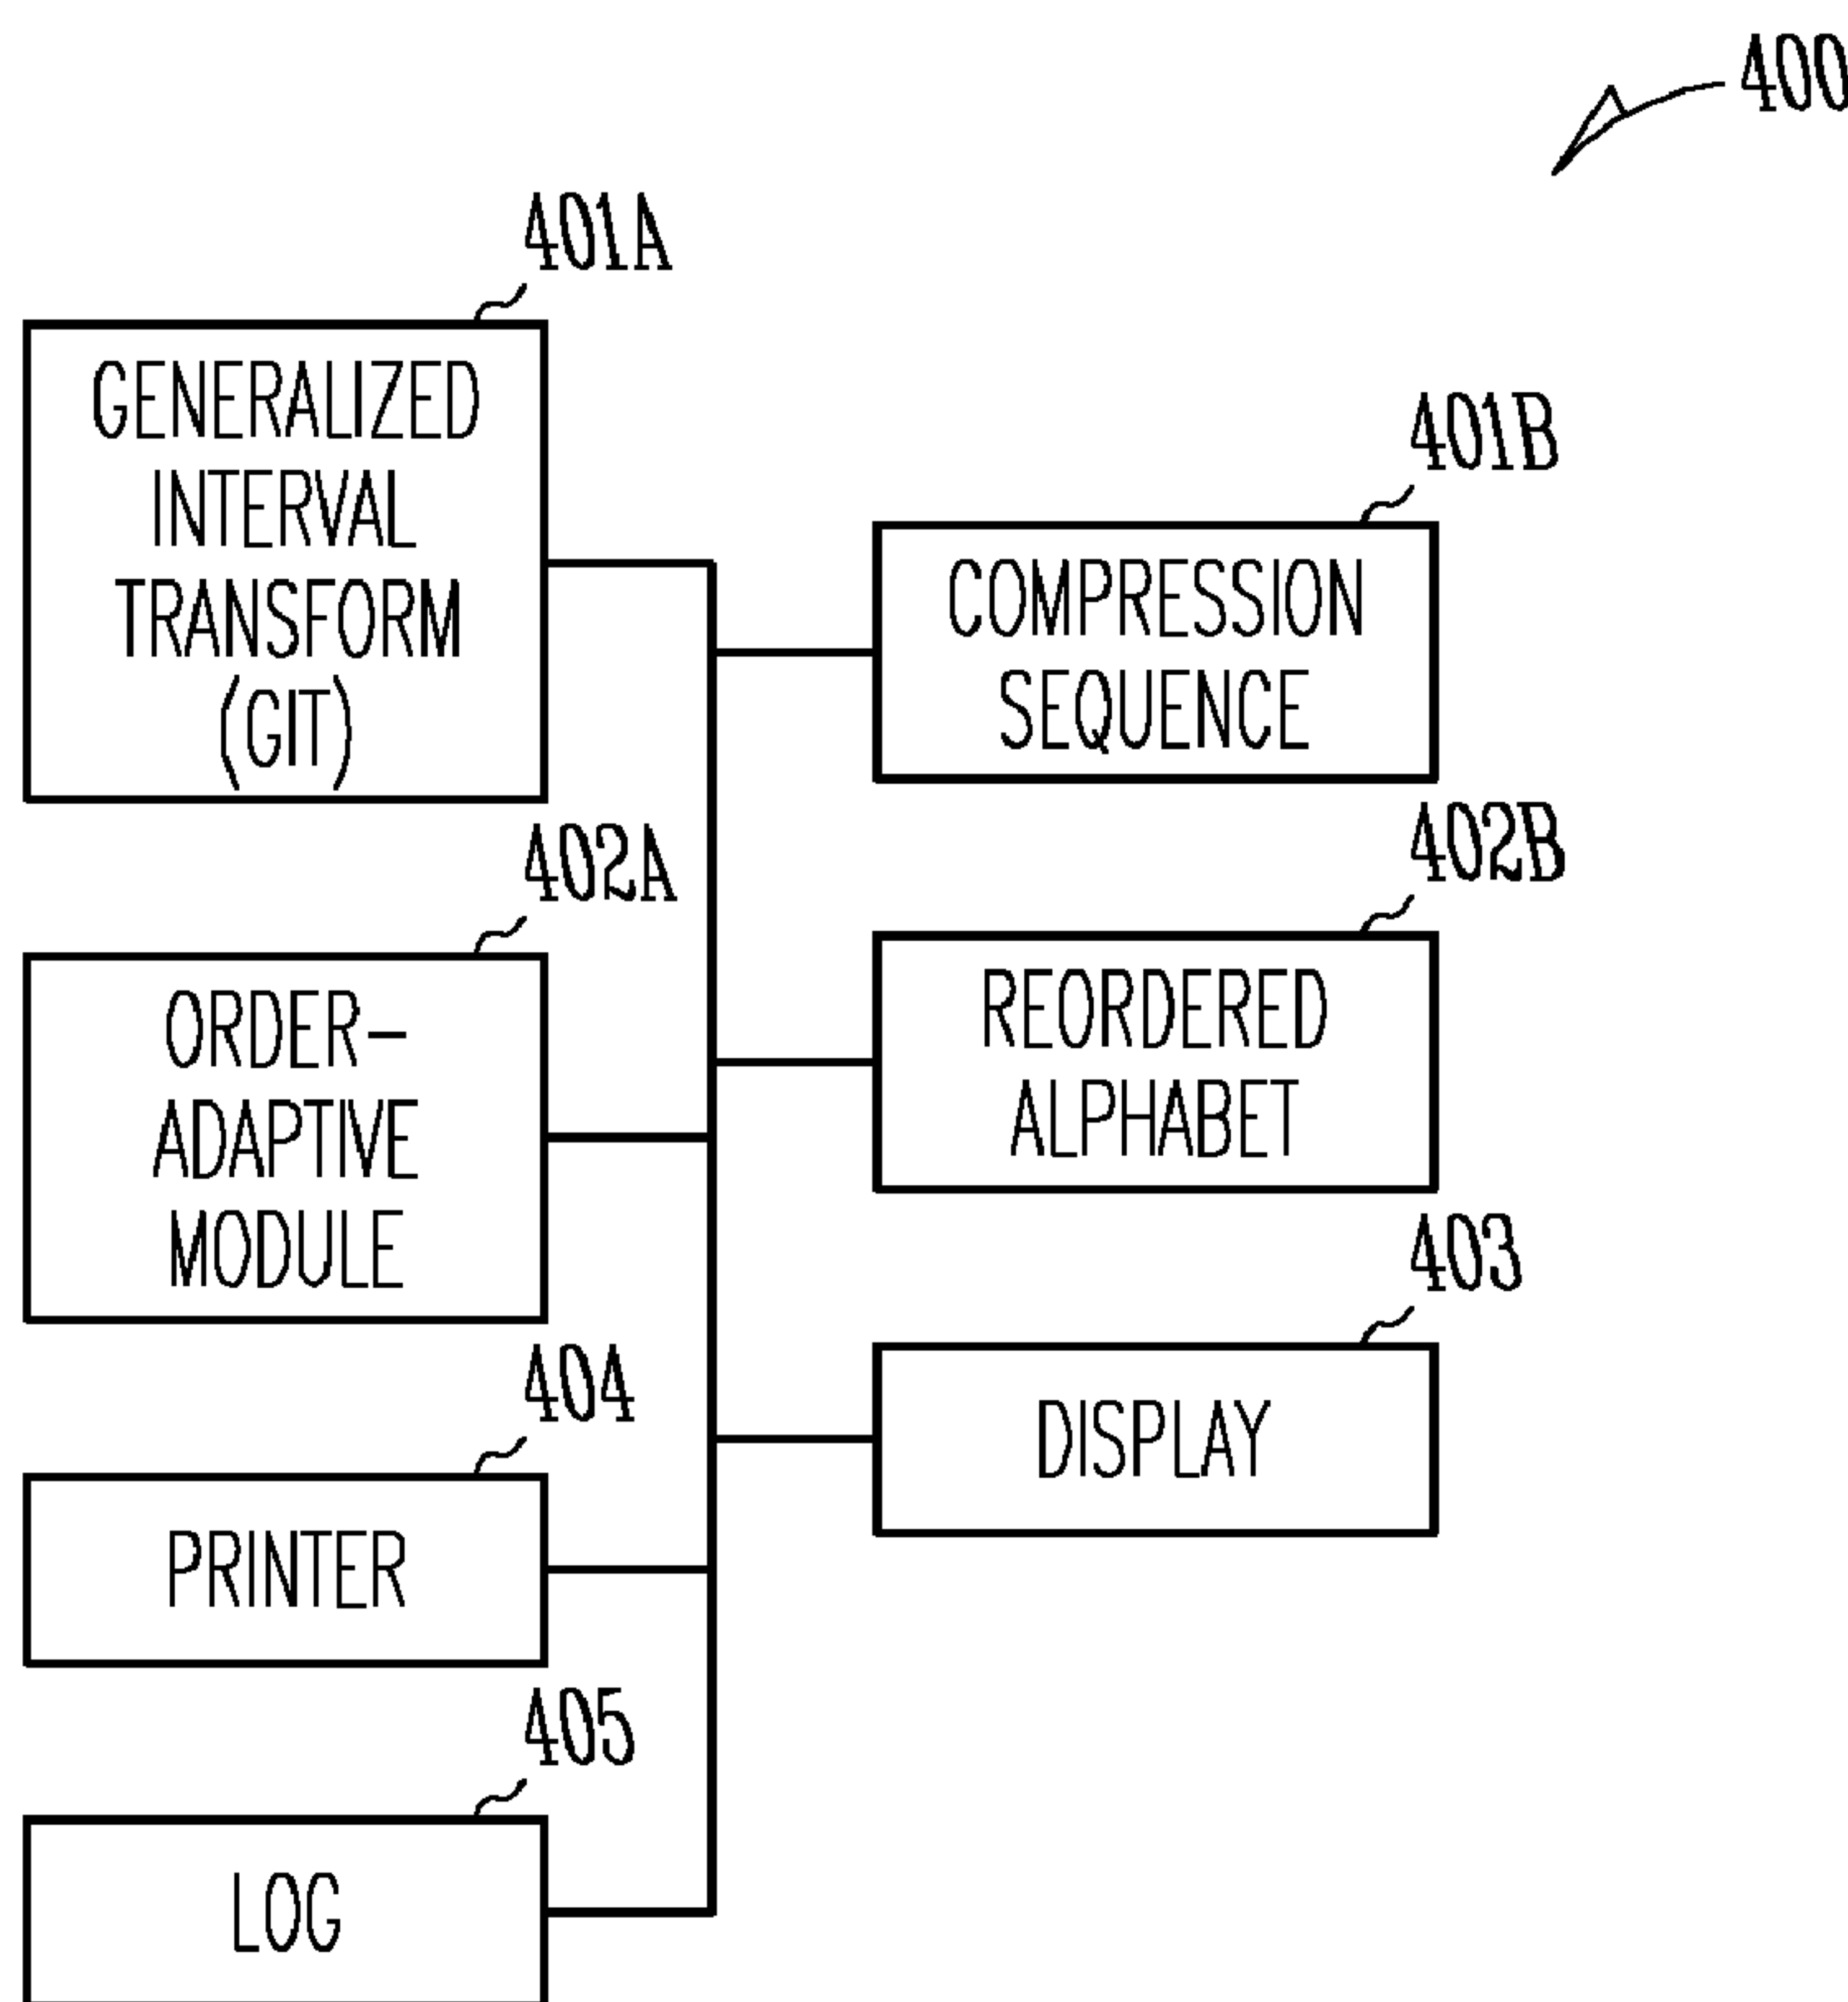 400
401A
GENERALIZED
INTERVAL
TRANSFORM
(GIT)
401B
COMPRESSION
SEQUENCE
402A
ORDER-
ADAPTIVE
MODULE
402B
REORDERED
ALPHABET
403
DISPLAY
404
PRINTER
405
LOG